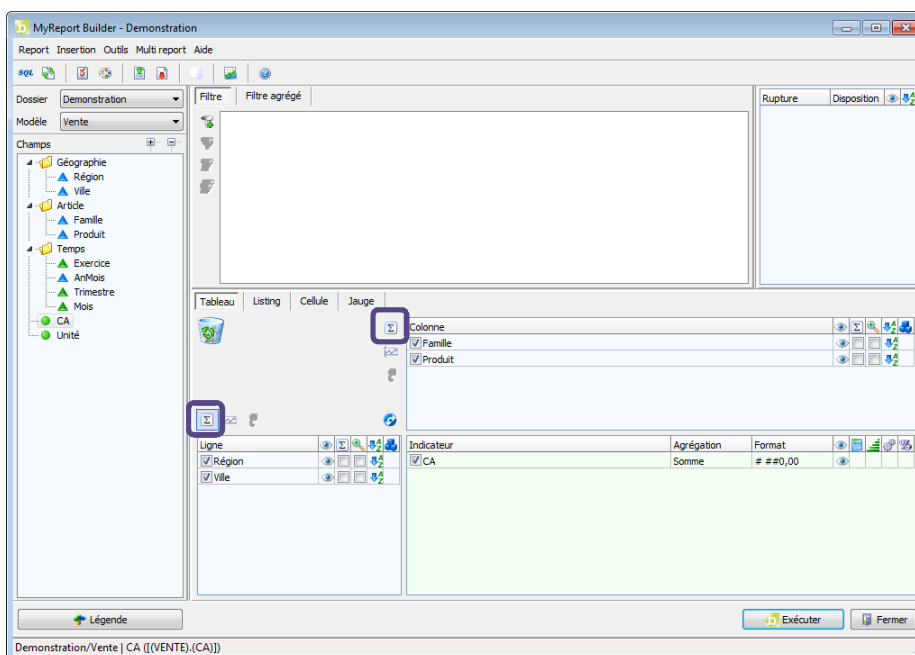 MyReport Builder - Demonstration
Report Insertion Outils Multi report Aide
SQL
Dossier Demonstration
Modèle Vente
Champs
Géographie
Région
Ville
Article
Famille
Produit
Temps
Exercice
AnMois
Trimestre
Mois
CA
Unité
Filtre Filtre agrégé
Rupture Disposition
Tableau Listing Cellule Jauge
Σ
Colonne Σ
Famille
Produit
Σ
Ligne Σ
Région
Ville
Indicateur Agrégation Format
CA Somme # ##0,00
Légende
Exécuter Fermer
Demonstration/Vente | CA ([(VENTE).(CA)])